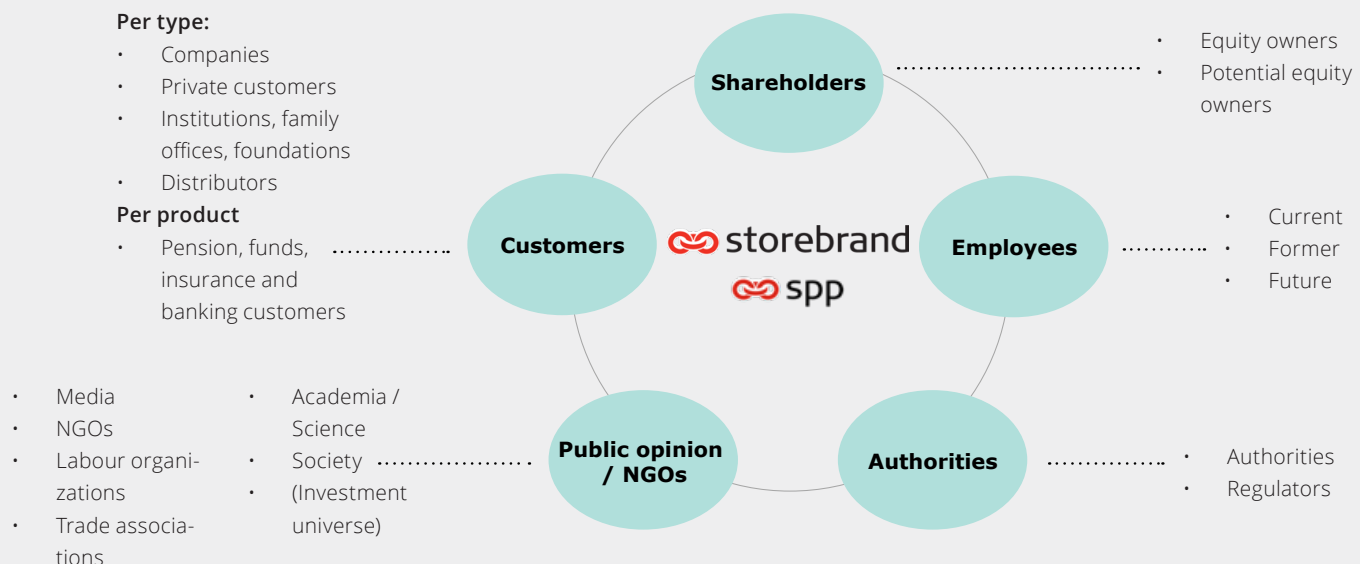 Per type:
• Companies
• Private customers
• Institutions, family
offices, foundations
• Distributors
Per product
• Pension, funds,
insurance and
banking customers
Shareholders
• Equity owners
• Potential equity
owners
Customers
storebrand
spp
Employees
• Current
• Former
• Future
• Media
• NGOs
• Labour organi-
zations
• Trade associa-
tions
• Academia /
Science
• Society
• (Investment
universe)
Public opinion
/ NGOs
Authorities
• Authorities
• Regulators